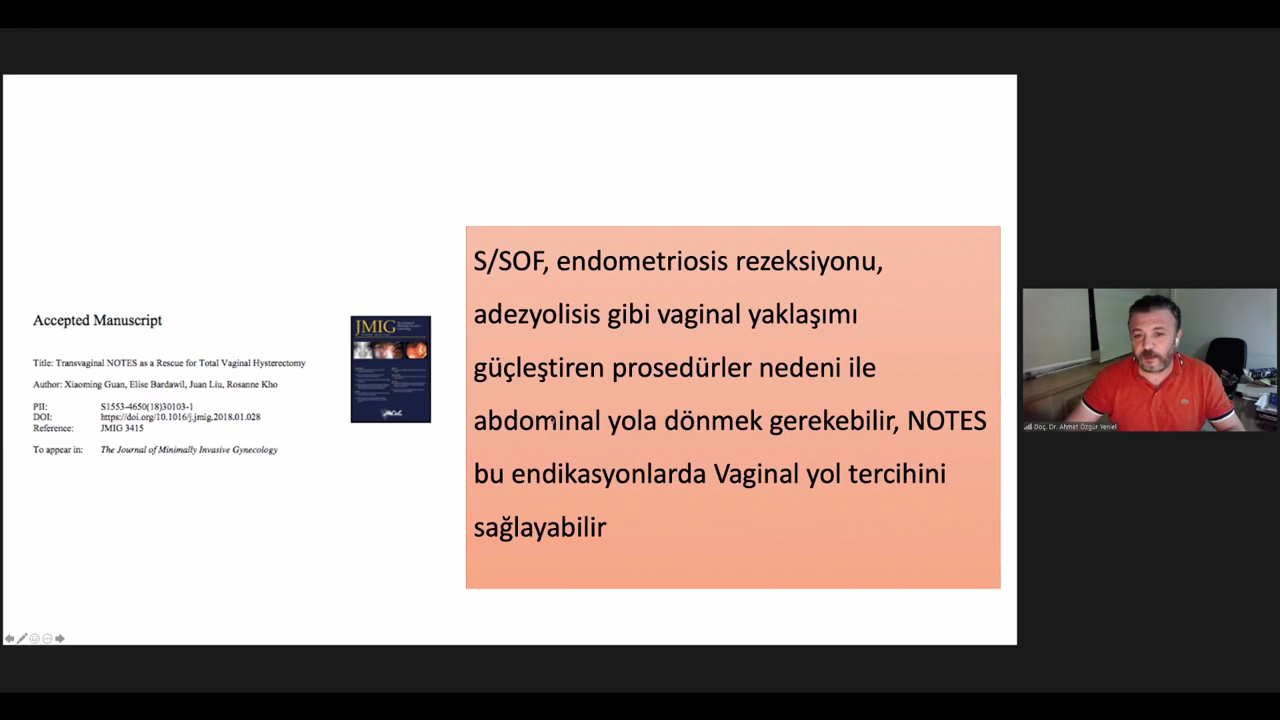 Accepted Manuscript
Title: Transvaginal NOTES as a Rescue for Total Vaginal Hysterectomy
Author: Xiaoming Guan, Elise Bardawil, Juan Liu, Rosanne Kho
PII: S1553-4650(18)30103-1
DOI: https://doi.org/10.1016/j.jmig.2018.01.028
Reference: JMIG 3415
To appear in: The Journal of Minimally Invasive Gynecology
JMIG
S/SOF, endometriosis rezeksiyonu,
adezyolisis gibi vaginal yaklaşımı
güçleştiren prosedürler nedeni ile
abdominal yola dönmek gerekebilir, NOTES
bu endikasyonlarda Vaginal yol tercihini
sağlayabilir
Doç. Dr. Ahmet Özgür Yeniel